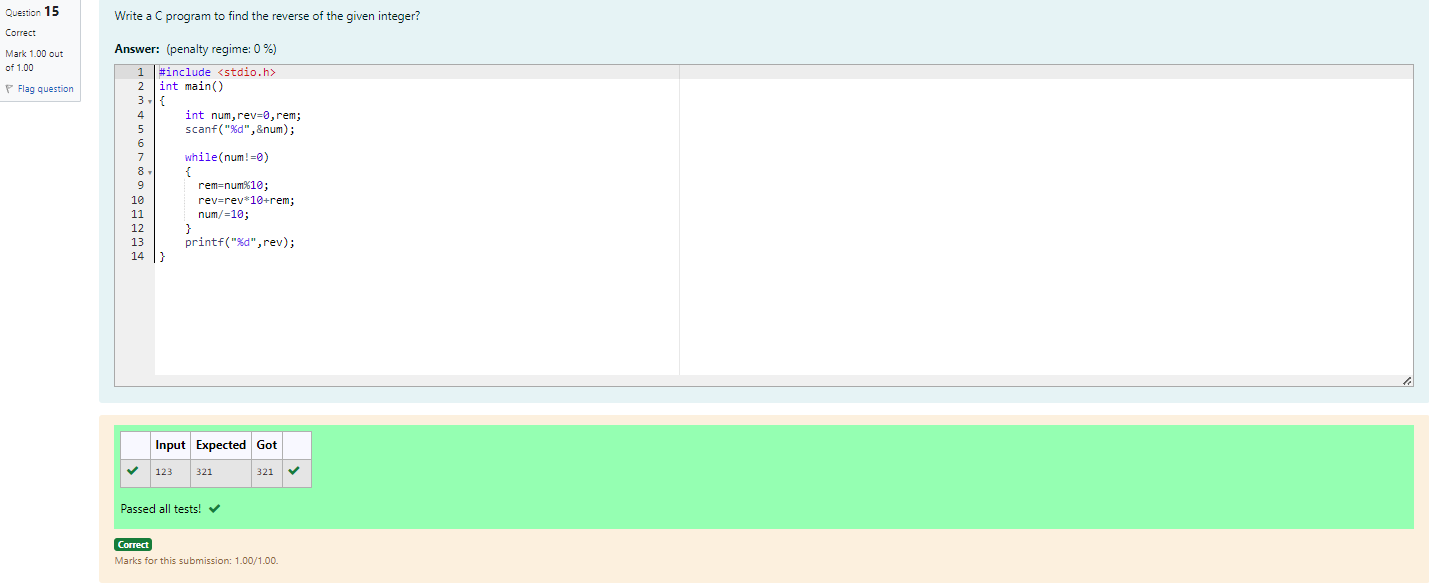 Question 15
Correct
Mark 1.00 out
of 1.00
Flag question
Write a C program to find the reverse of the given integer?
Answer: (penalty regime: 0 %)
1 #include <stdio.h>
2 int main()
3 {
4     int num,rev=0,rem;
5     scanf("%d",&num);
6
7     while(num!=0)
8     {
9       rem=num%10;
10       rev=rev*10+rem;
11       num/=10;
12     }
13     printf("%d",rev);
14 }
Input Expected Got
123 321 321
Passed all tests!
Correct
Marks for this submission: 1.00/1.00.